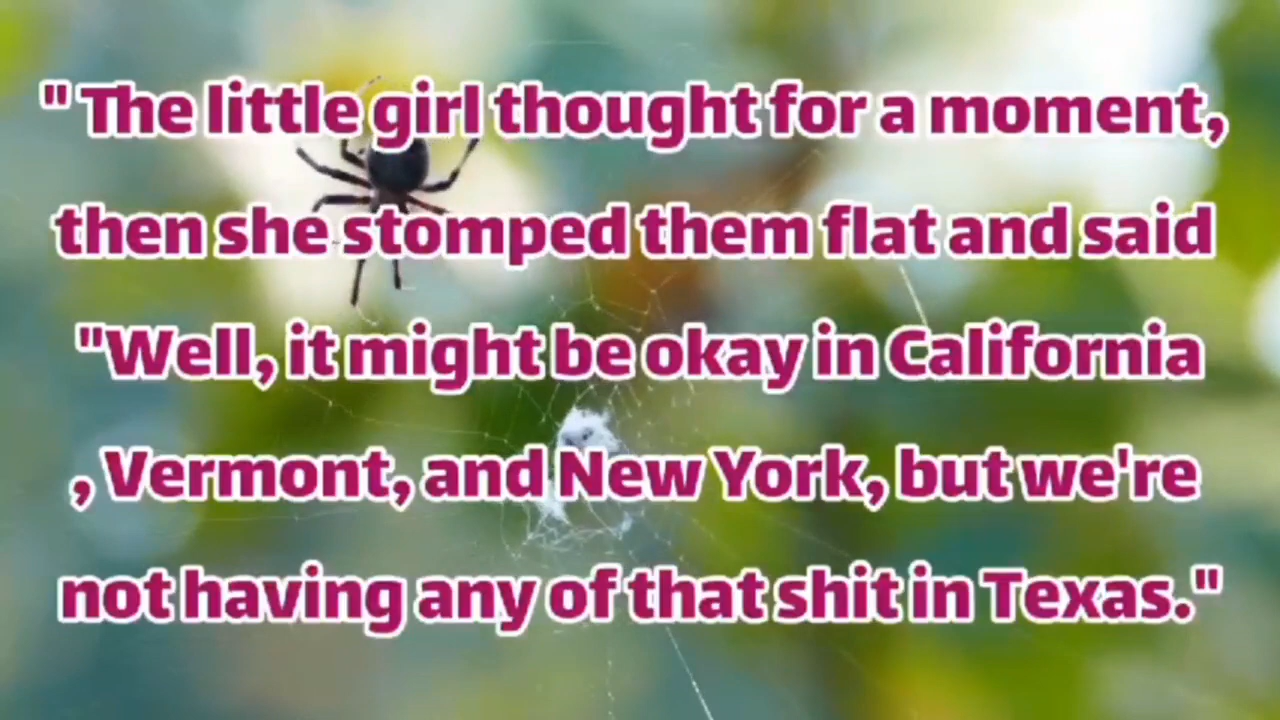 " The little girl thought for a moment,
then she stomped them flat and said
"Well, it might be okay in California
, Vermont, and New York, but we're
not having any of that shit in Texas."